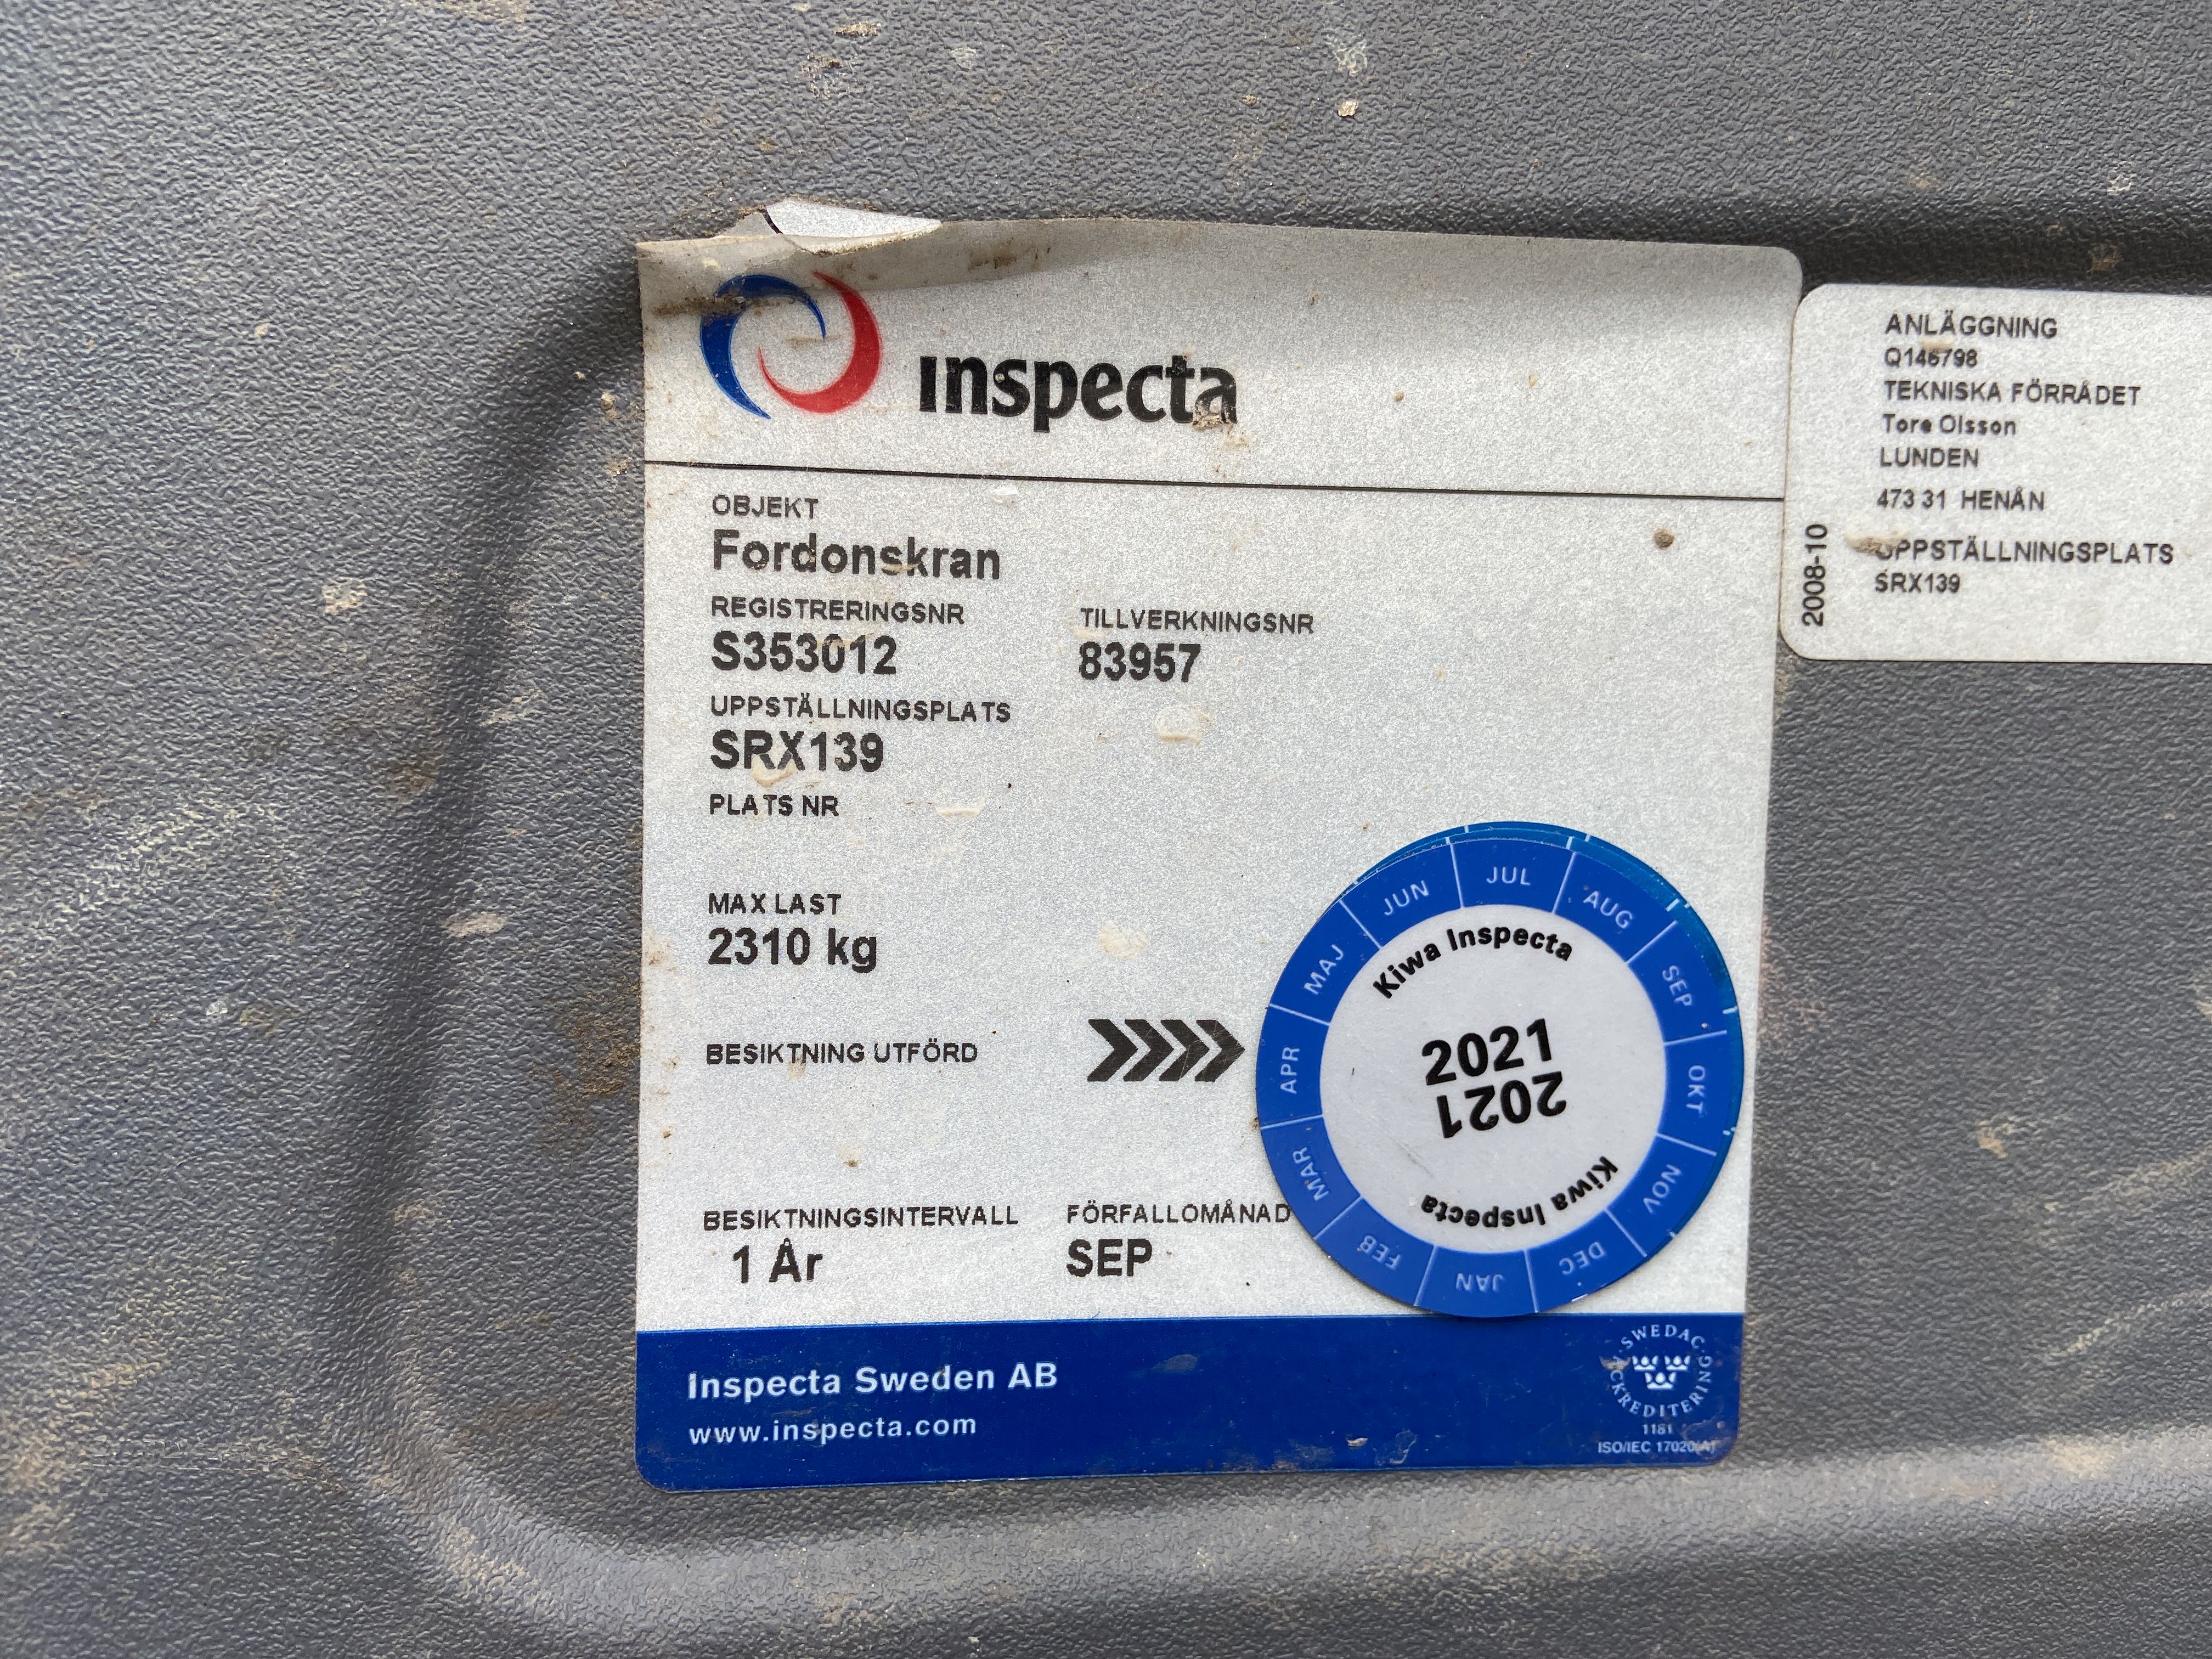 Inspecta
OBJEKT
Fordonskran
REGISTRERINGSNR
S353012
TILLVERKNINGSNR
83957
UPPSTÄLLNINGSPLATS
SRX139
PLATS NR
MAX LAST
2310 kg
BESIKTNING UTFÖRD
BESIKTNINGSINTERVALL
1 År
FÖRFALLOMÅNAD
SEP
JAN
FEB
MAR
APR
MAJ
JUN
JUL
AUG
SEP
OKT
NOV
DEC
Kiwa Inspecta
2021
2021
Kiwa Inspecta
Inspecta Sweden AB
www.inspecta.com
SWEDAC
ACKREDITERING
1181
ISO/IEC 17020(A)
ANLÄGGNING
Q146798
TEKNISKA FÖRRÅDET
Tore Olsson
LUNDEN
473 31 HENÅN
UPPSTÄLLNINGSPLATS
SRX139
2008-10